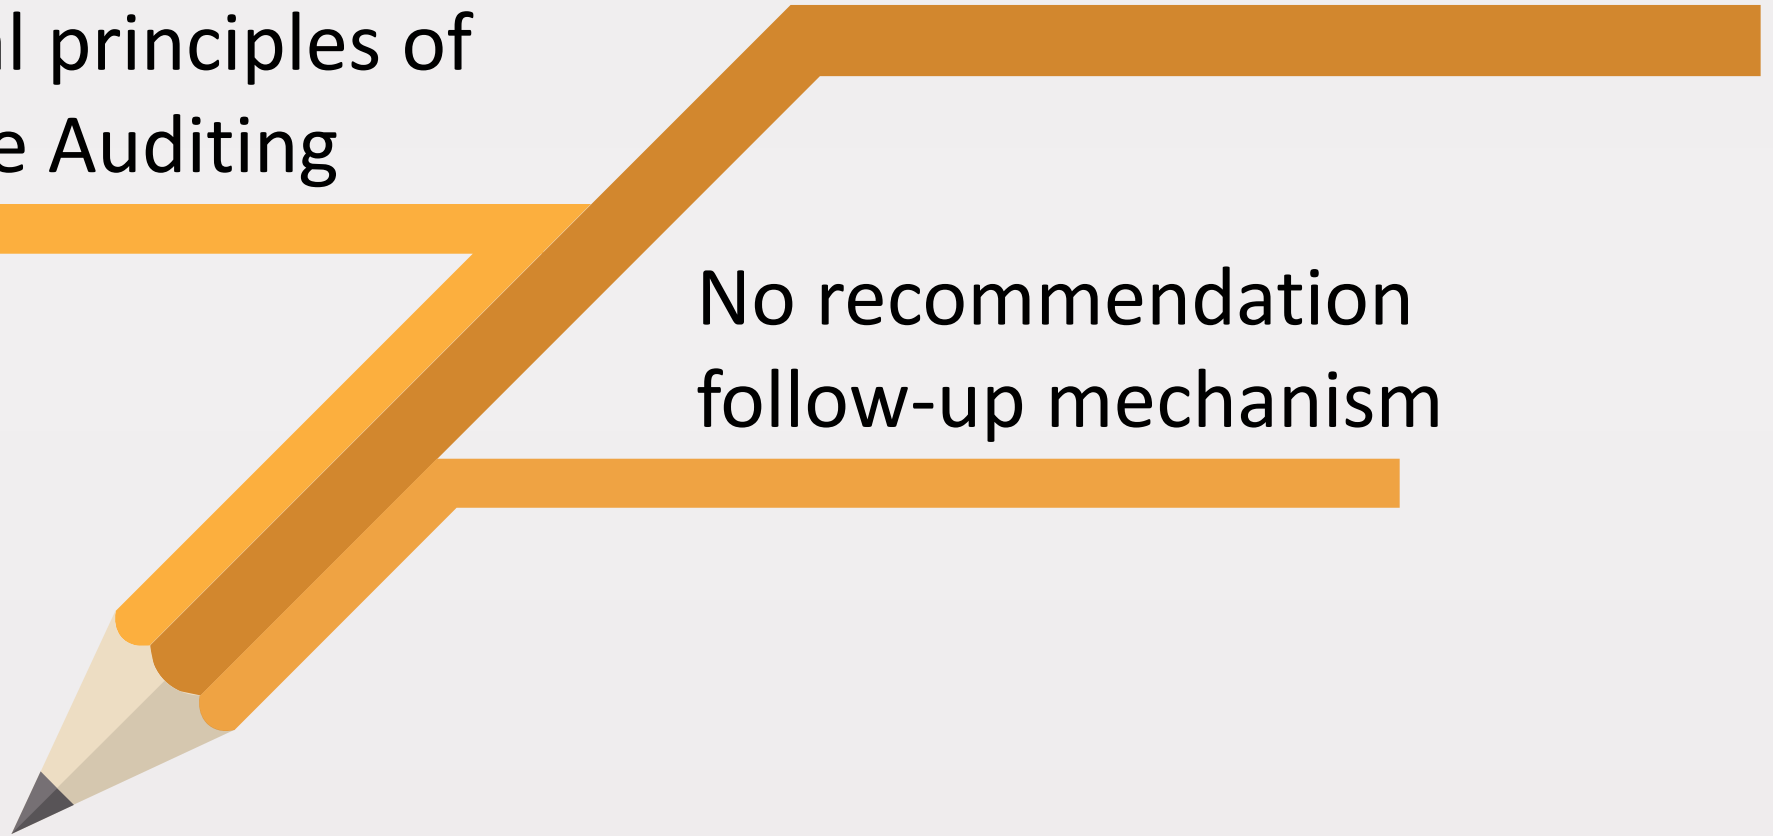 principles of
Auditing
No recommendation
follow-up mechanism